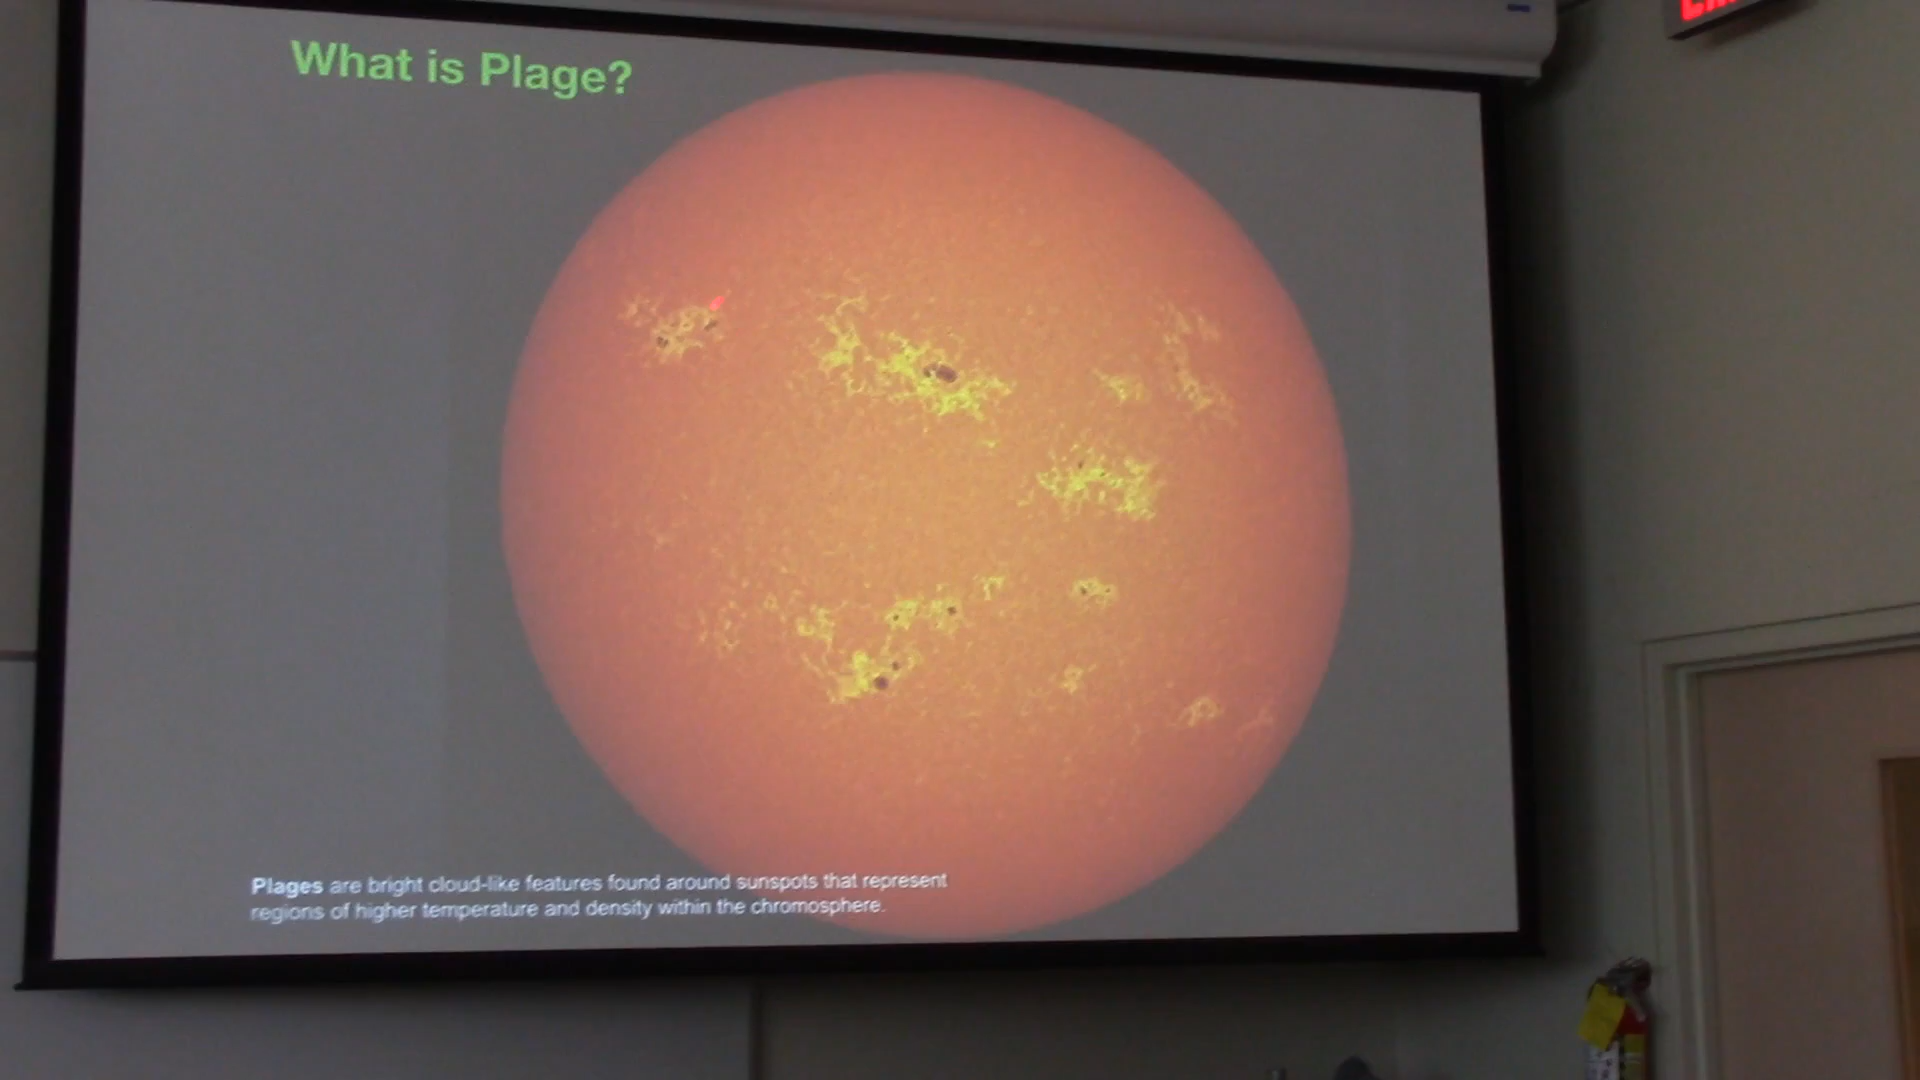 What is Plage?
Plages are bright cloud-like features found around sunspots that represent
regions of higher temperature and density within the chromosphere.